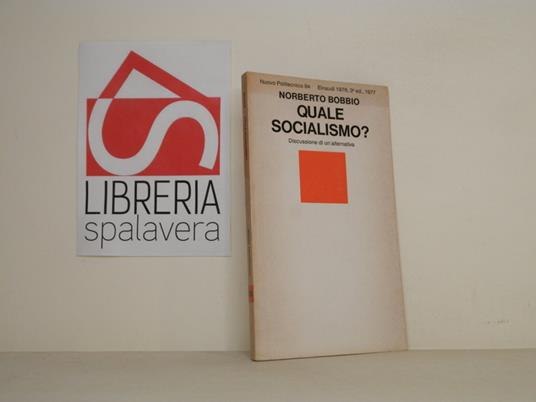 S
LIBRERIA
spalavera
Nuovo Politecnico 84 Einaudi 1976, 3ª ed., 1977
NORBERTO BOBBIO
QUALE
SOCIALISMO?
Discussione di un'alternativa